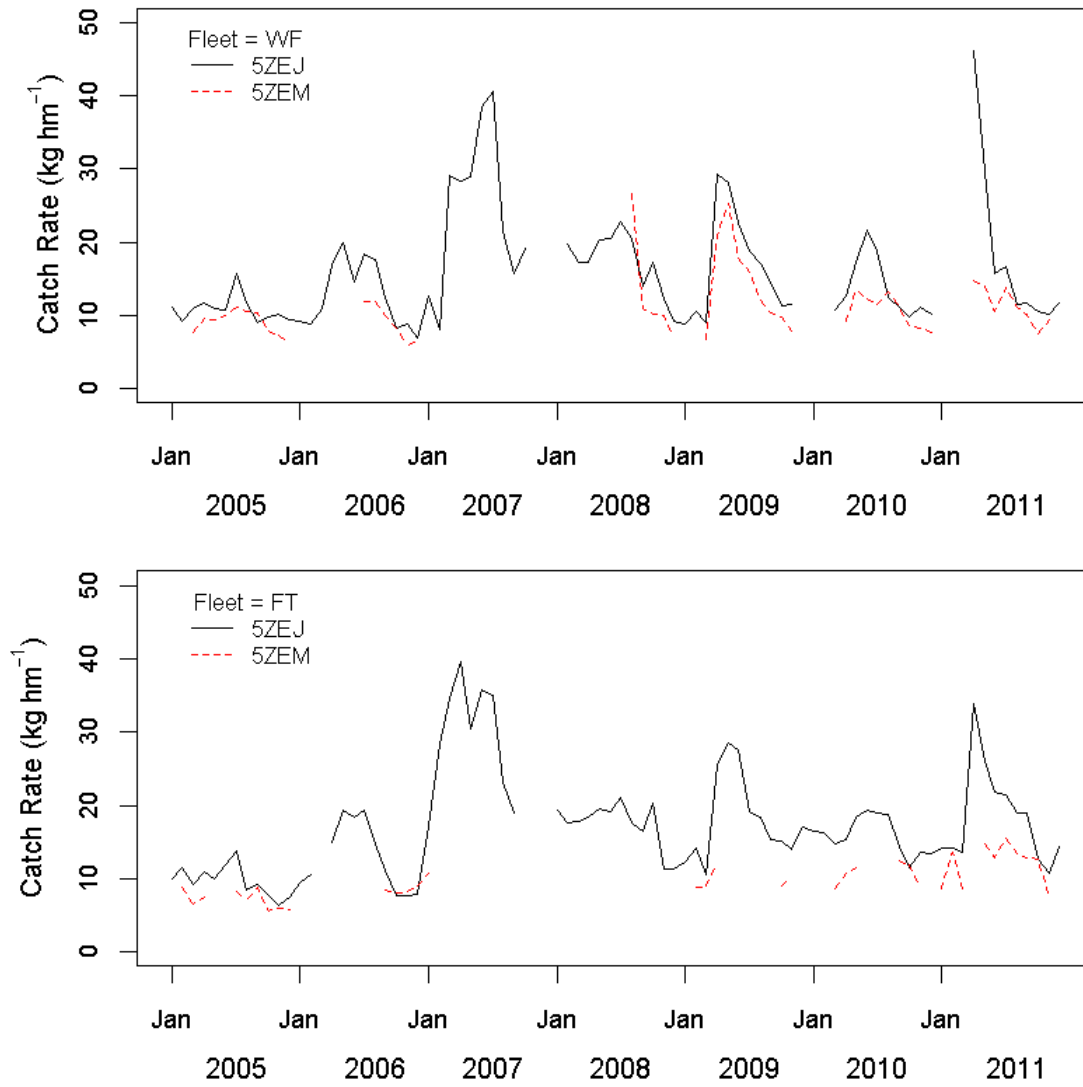 Fleet = WF
5ZEJ
5ZEM
Catch Rate (kg hm⁻¹)
50
40
30
20
10
0
Jan Jan Jan Jan Jan Jan Jan
2005 2006 2007 2008 2009 2010 2011
Fleet = FT
5ZEJ
5ZEM
Catch Rate (kg hm⁻¹)
50
40
30
20
10
0
Jan Jan Jan Jan Jan Jan Jan
2005 2006 2007 2008 2009 2010 2011